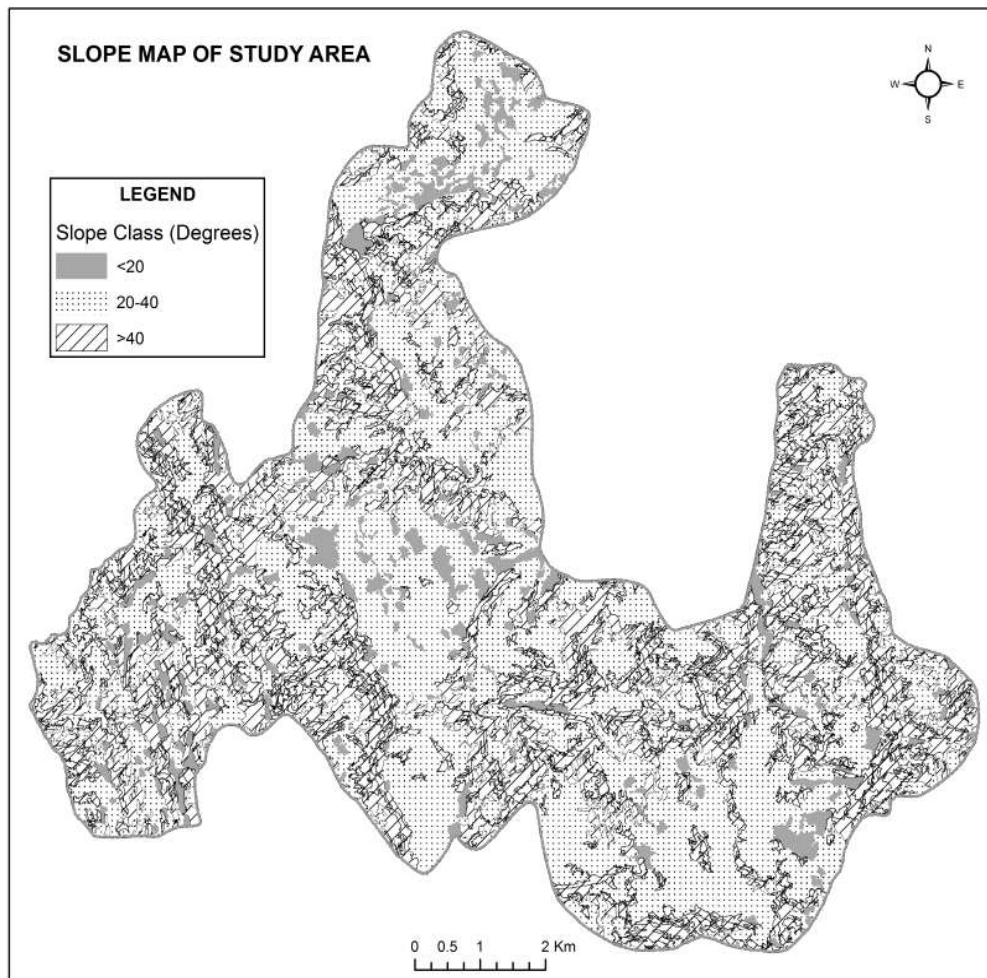 SLOPE MAP OF STUDY AREA
N
W E
S
LEGEND
Slope Class (Degrees)
<20
20-40
>40
0 0.5 1 2 Km